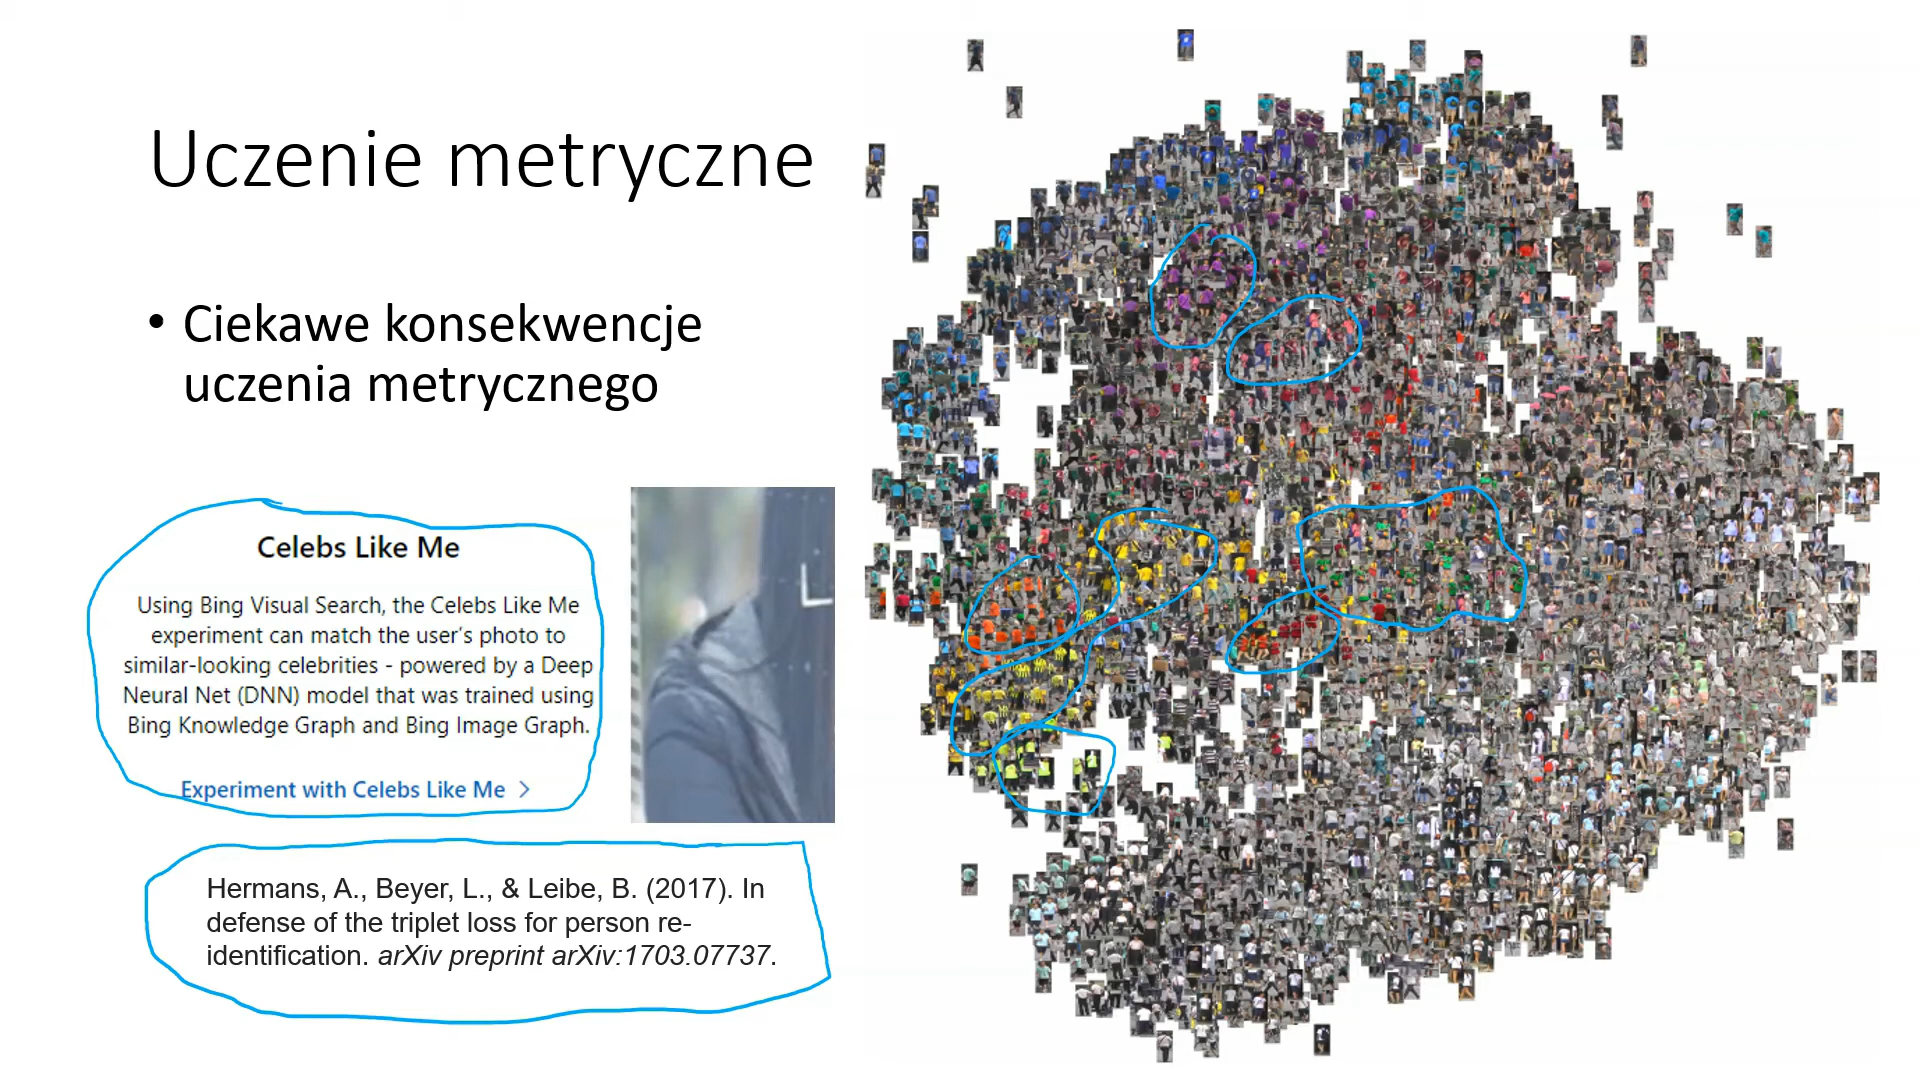 Uczenie metryczne
• Ciekawe konsekwencje
uczenia metrycznego
Celebs Like Me
Using Bing Visual Search, the Celebs Like Me
experiment can match the user's photo to
similar-looking celebrities - powered by a Deep
Neural Net (DNN) model that was trained using
Bing Knowledge Graph and Bing Image Graph.
Experiment with Celebs Like Me >
Hermans, A., Beyer, L., & Leibe, B. (2017). In
defense of the triplet loss for person re-
identification. arXiv preprint arXiv:1703.07737.